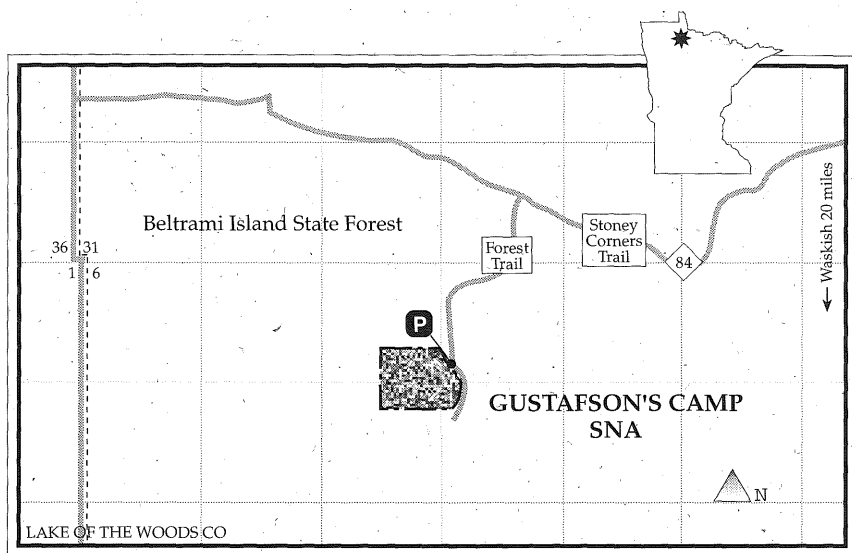 Beltrami Island State Forest
36 31
1 6
Forest
Trail
Stoney
Corners
Trail
84
Waskish 20 miles
P
GUSTAFSON'S CAMP
SNA
N
LAKE OF THE WOODS CO